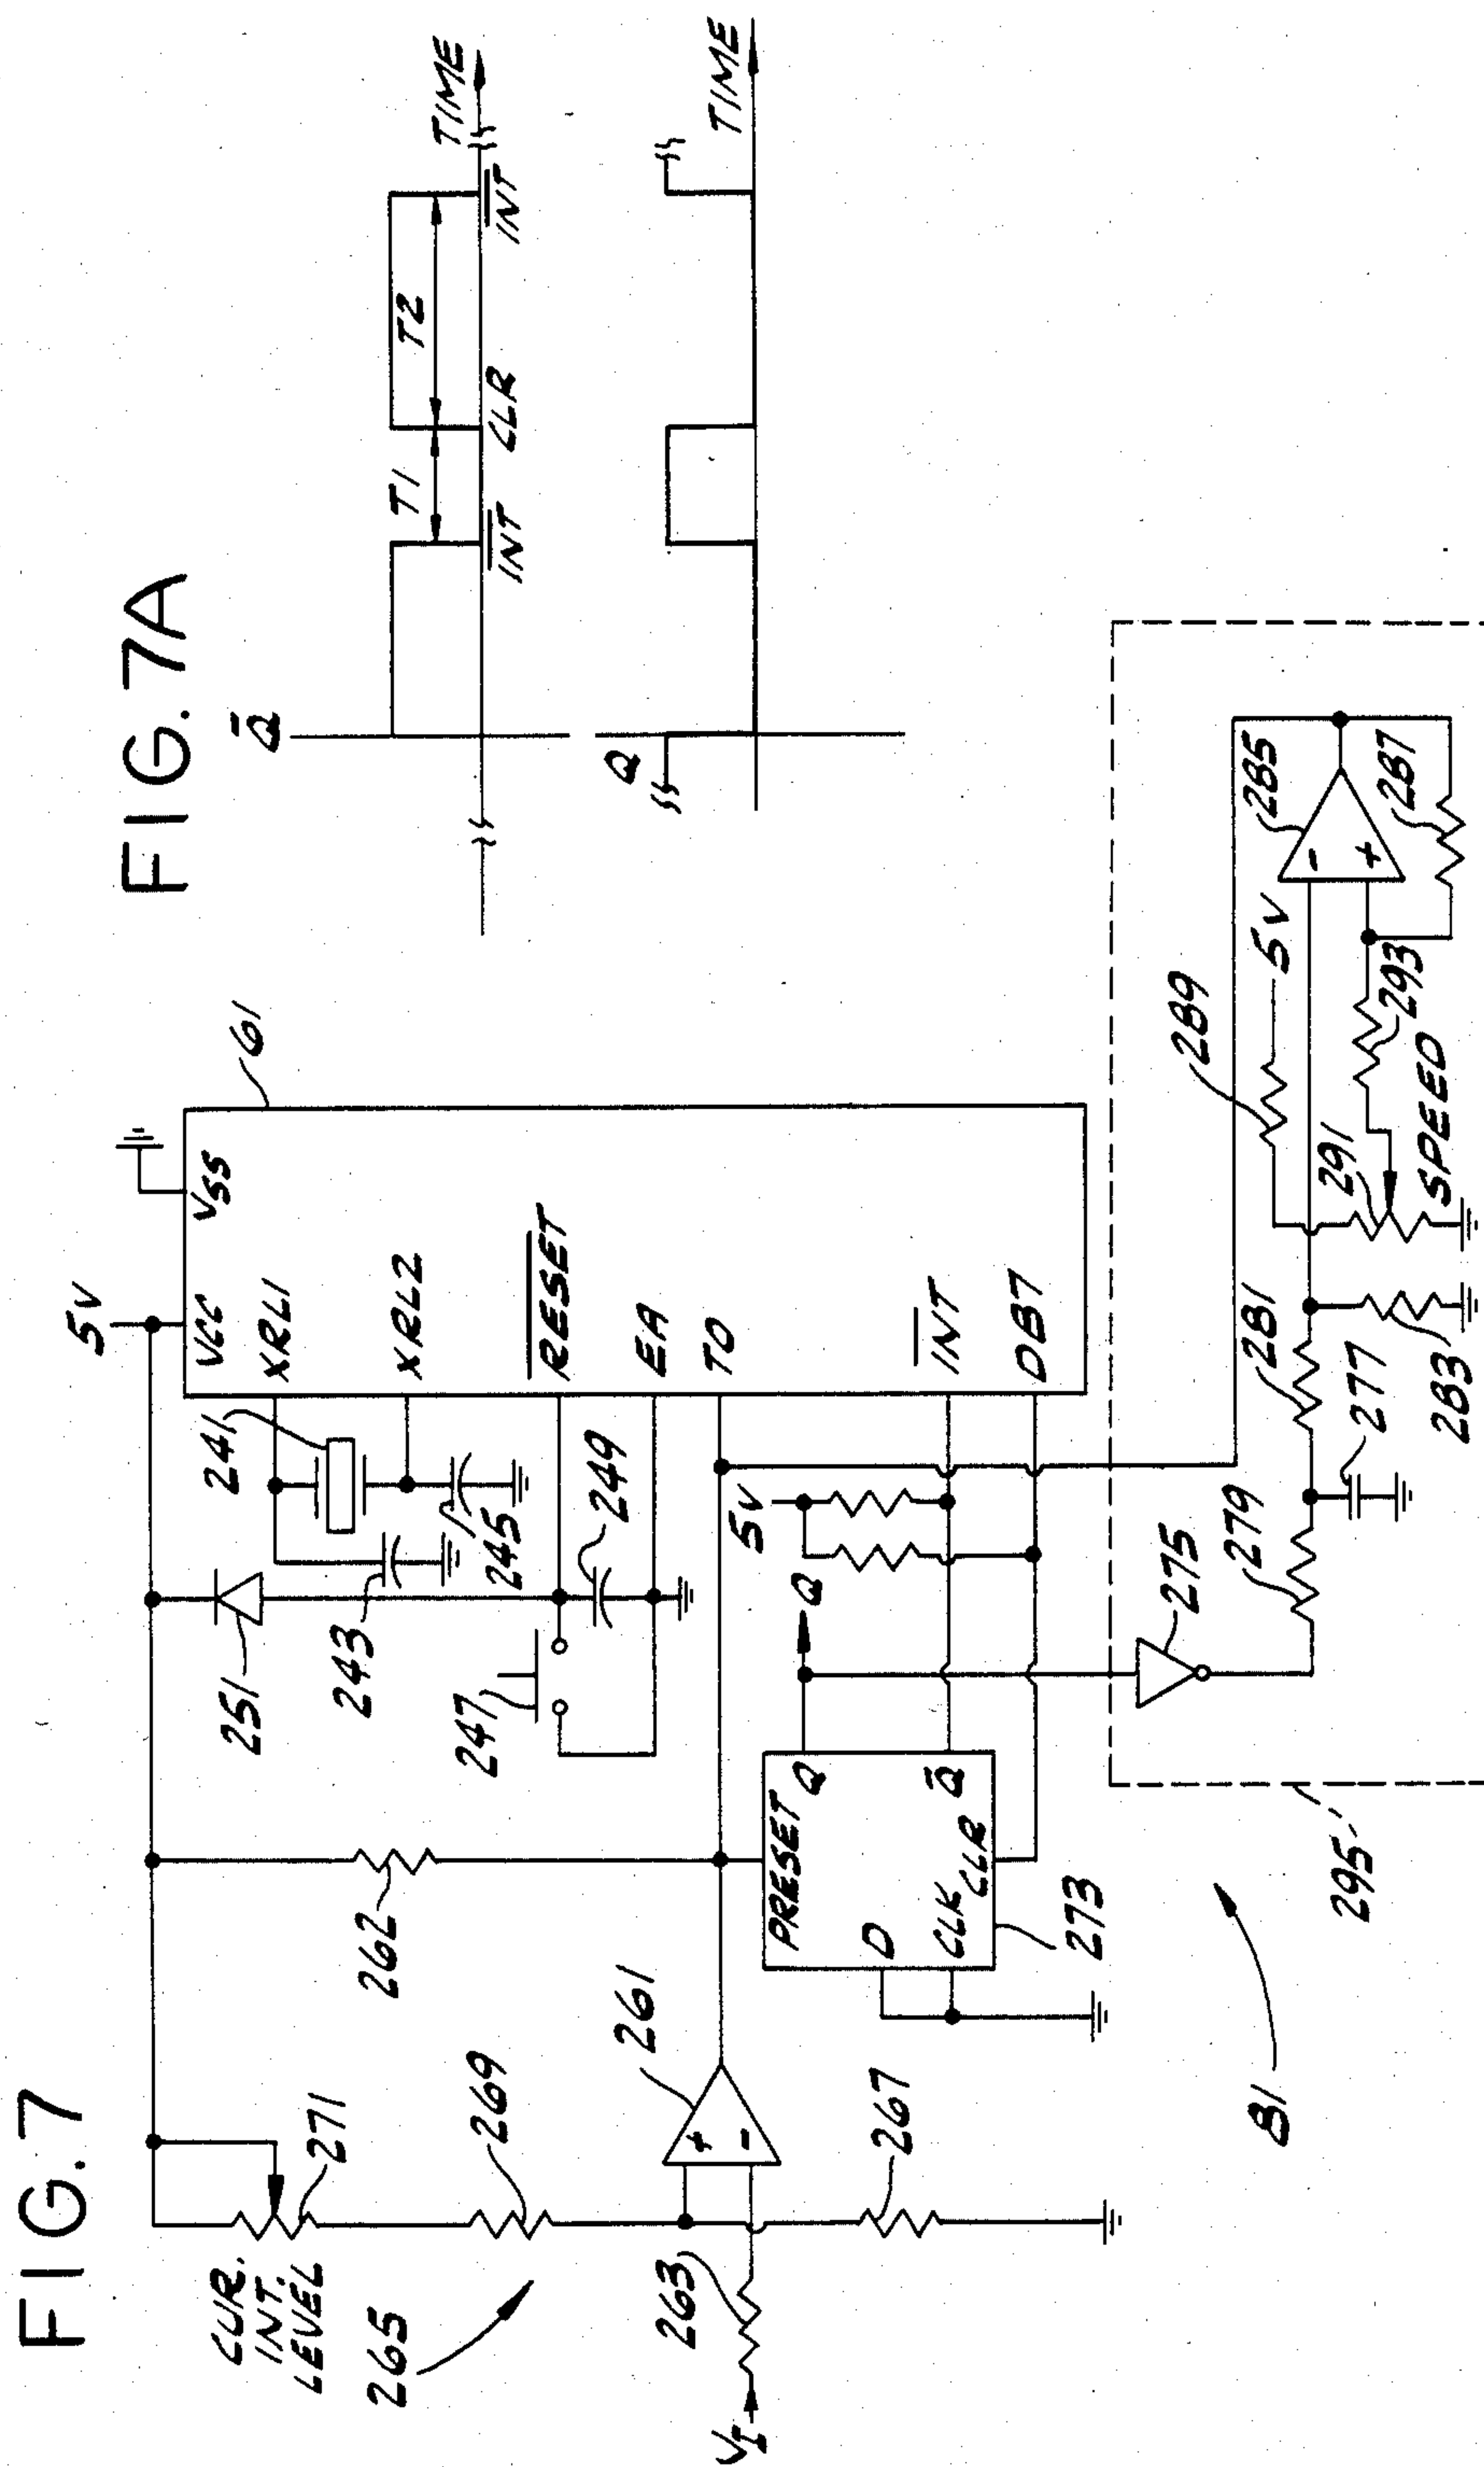 FIG. 7
CUR.
INT.
LEVEL
271
265
269
263
V_I
+
-
261
267
262
5V
VCC
VSS
61
XRL1
XRL2
RESET
EA
TO
INT
DB7
241
243
245
247
249
251
5V
Q
PRESET
Q
D
Q̄
CLK
CLR
273
275
279
277
281
283
289
5V
291
SPEED
293
285
-
+
287
295
81
FIG. 7A
Q̄
T1
T2
TIME
INT
CLR
INT
Q
TIME